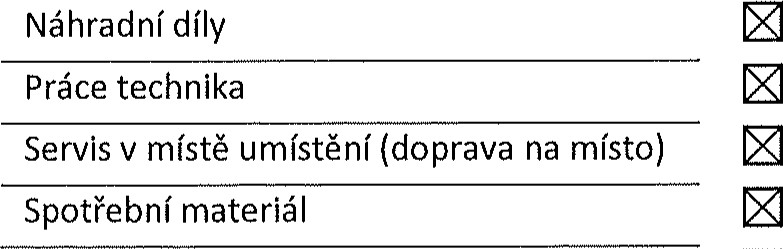 Náhradní díly ☒
Práce technika ☒
Servis v místě umístění (doprava na místo) ☒
Spotřební materiál ☒